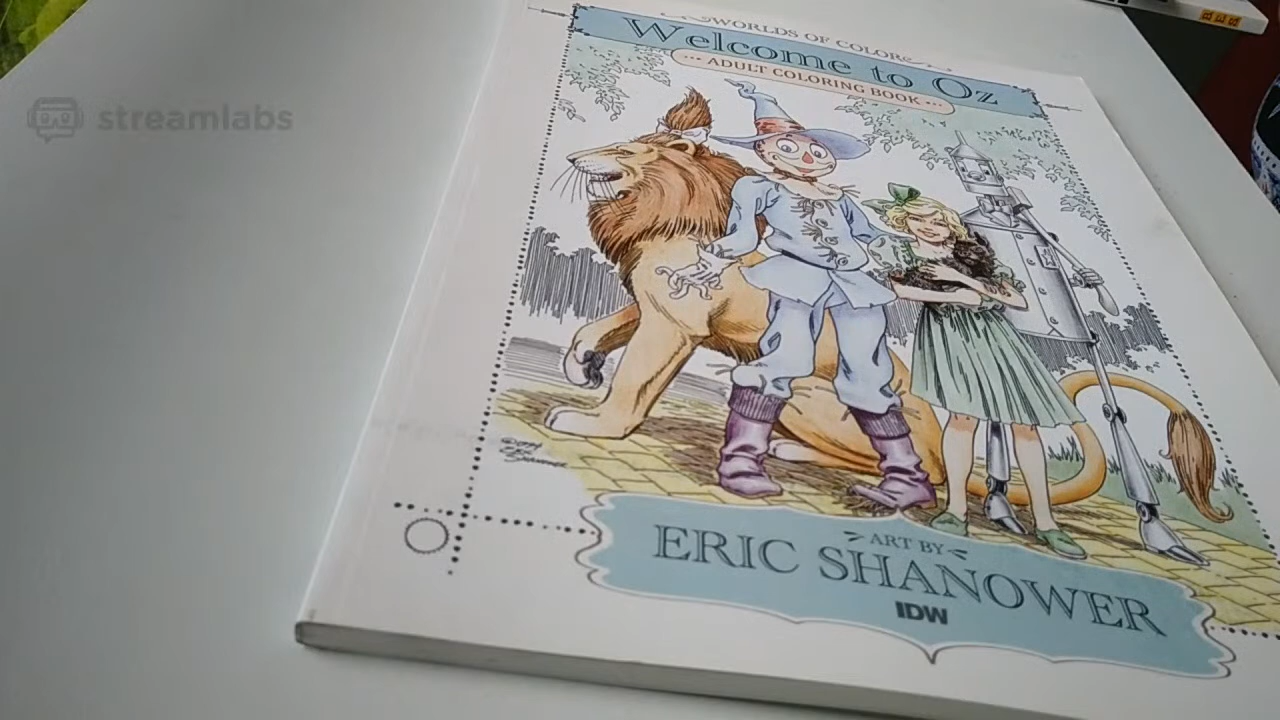 streamlabs
WORLDS OF COLOR
Welcome to Oz
ADULT COLORING BOOK
ART BY
ERIC SHANOWER
IDW